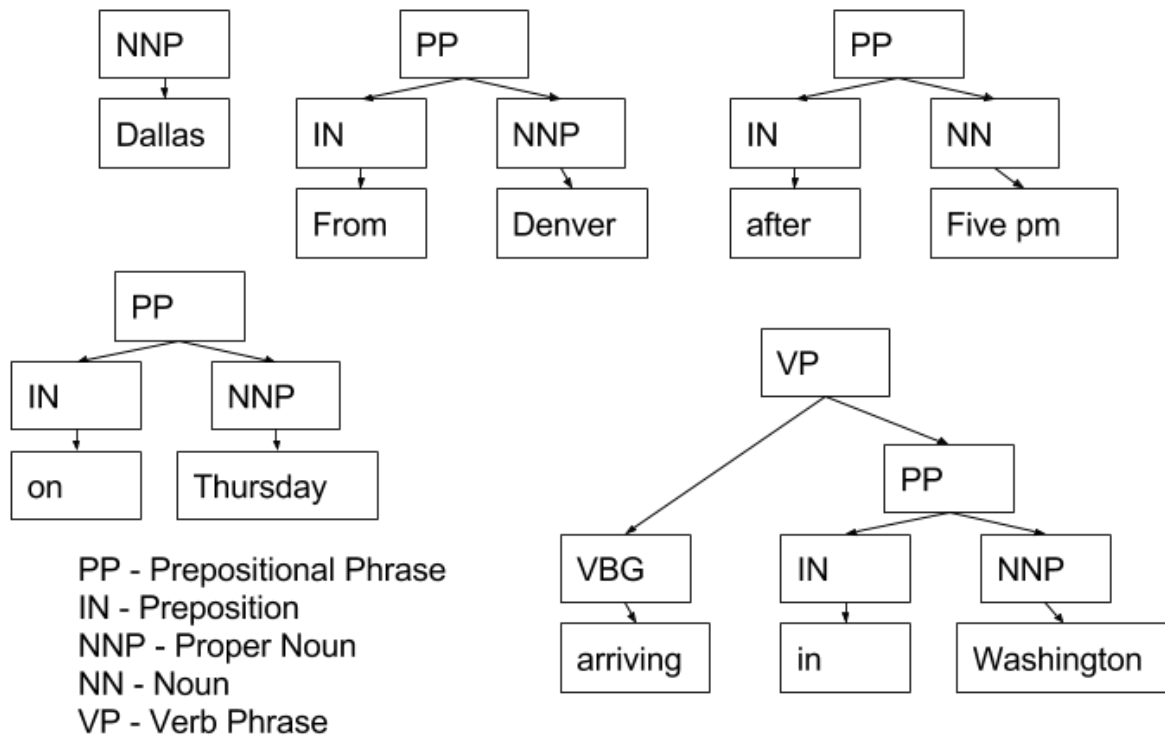 NNP
PP
PP
Dallas
IN
NNP
IN
NN
From
Denver
after
Five pm
PP
VP
IN
NNP
on
Thursday
PP
VBG
IN
NNP
arriving
in
Washington
PP - Prepositional Phrase
IN - Preposition
NNP - Proper Noun
NN - Noun
VP - Verb Phrase